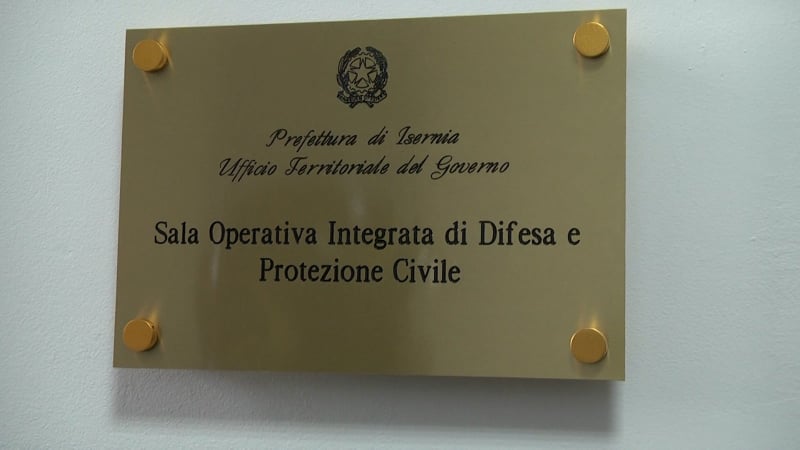 Prefettura di Isernia
Ufficio Territoriale del Governo
Sala Operativa Integrata di Difesa e
Protezione Civile